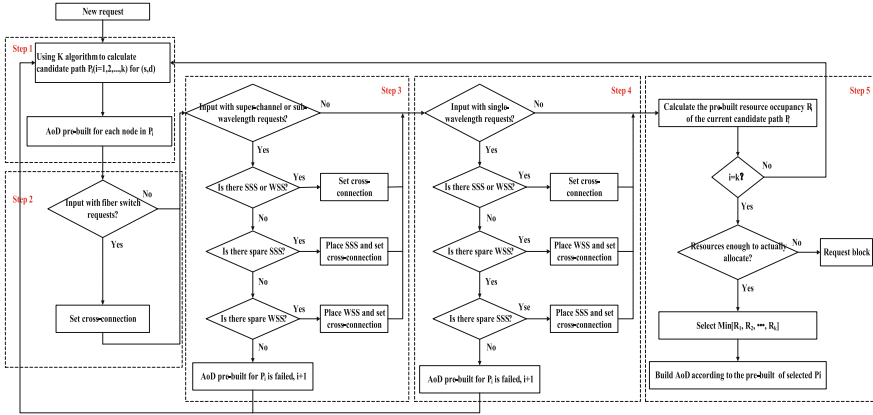 New request
Step 1
Using K algorithm to calculate
candidate path Pi(i=1,2,...,k) for (s,d)
AoD pre-built for each node in Pi
Step 2
Input with fiber switch
requests?
No
Yes
Set cross-connection
Step 3
Input with super-channel or sub-
wavelength requests?
No
Yes
Is there SSS or WSS?
Yes
Set cross-
connection
No
Is there spare SSS?
Yes
Place SSS and set
cross-connection
No
Is there spare WSS?
Yes
Place WSS and set
cross-connection
No
AoD pre-built for Pi is failed, i+1
Step 4
Input with single-
wavelength requests?
No
Yes
Is there SSS or WSS?
Yes
Set cross-
connection
No
Is there spare WSS?
Yes
Place WSS and set
cross-connection
No
Is there spare SSS?
Yse
Place SSS and set
cross-connection
No
AoD pre-built for Pi is failed, i+1
Step 5
Calculate the pre-built resource occupancy Ri
of the current candidate path Pi
i=k?
No
Yes
Resources enough to actually
allocate?
No
Request block
Yes
Select Min[R1, R2, •••, Rk]
Build AoD according to the pre-built of selected Pi